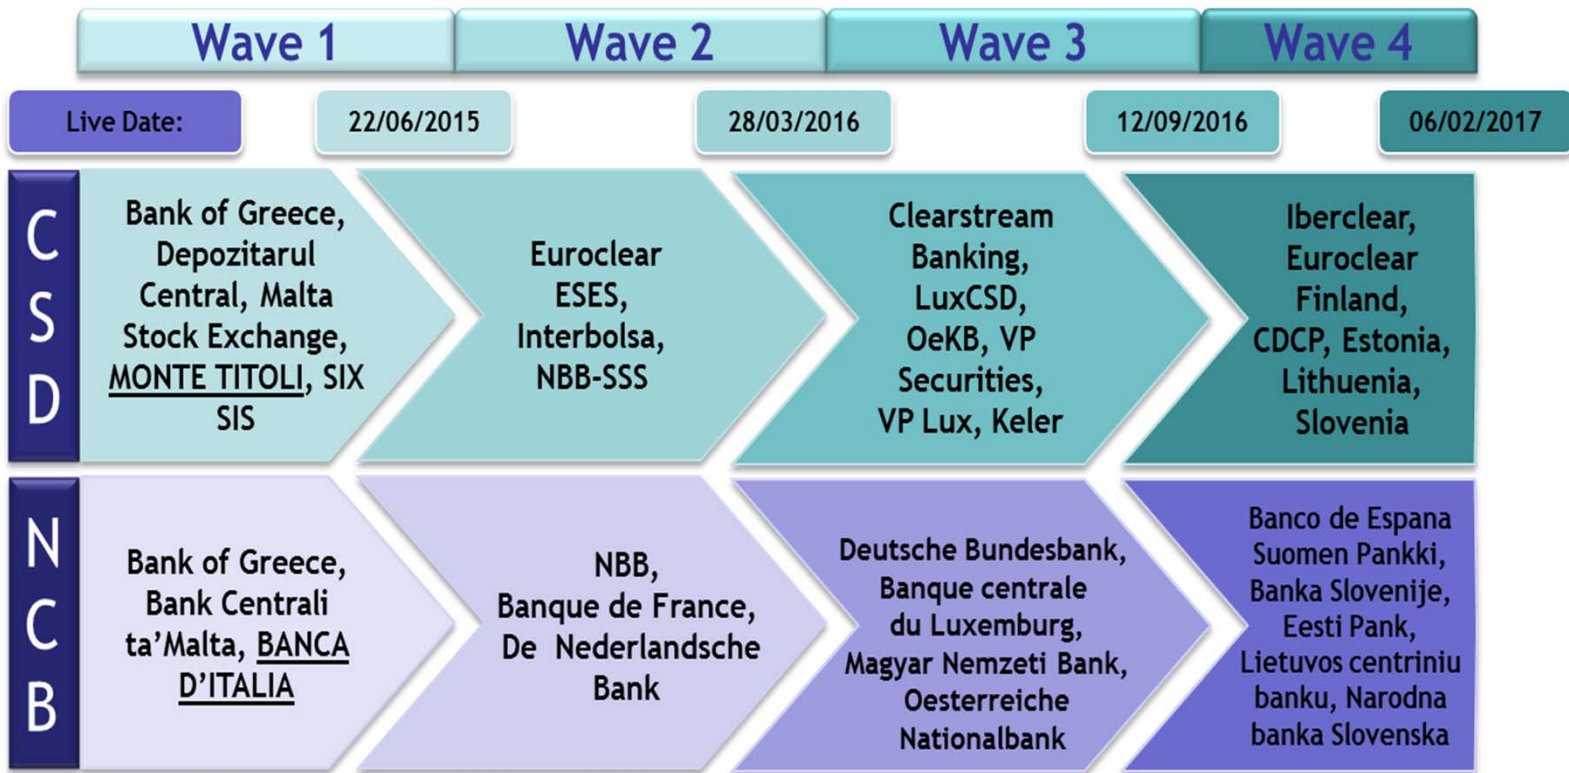 Wave 1
Wave 2
Wave 3
Wave 4
Live Date:
22/06/2015
28/03/2016
12/09/2016
06/02/2017
C
S
D
Bank of Greece,
Depozitarul
Central, Malta
Stock Exchange,
MONTE TITOLI, SIX
SIS
Euroclear
ESES,
Interbolsa,
NBB-SSS
Clearstream
Banking,
LuxCSD,
OeKB, VP
Securities,
VP Lux, Keler
Iberclear,
Euroclear
Finland,
CDCP, Estonia,
Lithuenia,
Slovenia
N
C
B
Bank of Greece,
Bank Centrali
ta’Malta, BANCA
D’ITALIA
NBB,
Banque de France,
De Nederlandsche
Bank
Deutsche Bundesbank,
Banque centrale
du Luxemburg,
Magyar Nemzeti Bank,
Oesterreiche
Nationalbank
Banco de Espana
Suomen Pankki,
Banka Slovenije,
Eesti Pank,
Lietuvos centriniu
banku, Narodna
banka Slovenska